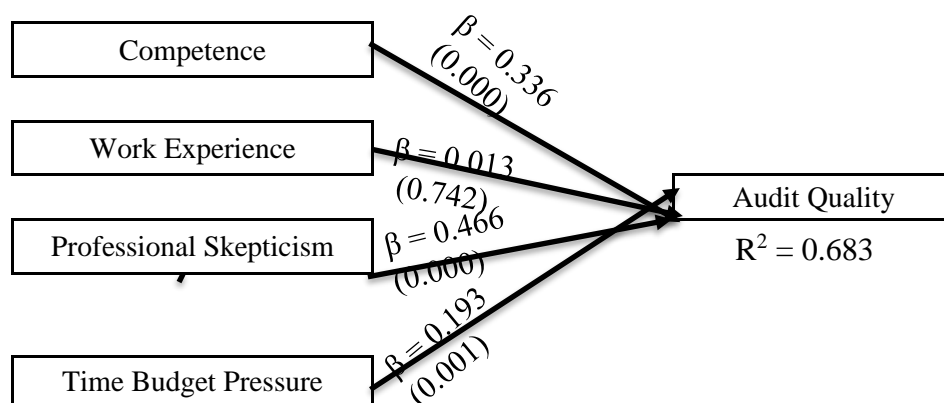 Competence
β = 0.336
(0.000)
Work Experience
β = 0.013
(0.742)
Audit Quality
R² = 0.683
Professional Skepticism
β = 0.466
(0.000)
Time Budget Pressure
β = 0.193
(0.001)